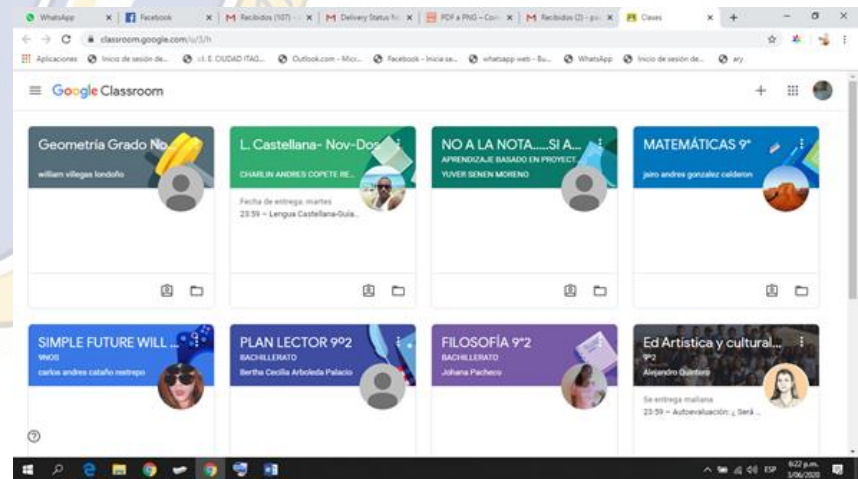 WhatsApp
Facebook
Recibidos (107) -
Delivery Status No
PDF a PNG – Con
Recibidos (2) - pa
Clases
classroom.google.com/u/3/h
Aplicaciones
Inicio de sesión de...
I. E. CIUDAD ITAG...
Outlook.com - Micr...
Facebook - Inicia se...
whatsapp web - Bu...
WhatsApp
Inicio de sesión de...
ary
Google Classroom
Geometría Grado No...
william villegas londoño
L. Castellana- Nov-Dos
CHARLIN ANDRES COPETE RE...
Fecha de entrega: martes
23:59 – Lengua Castellana-Guía...
NO A LA NOTA.....SI A...
APRENDIZAJE BASADO EN PROYECT...
YUVER SENEN MORENO
MATEMÁTICAS 9°
jairo andres gonzalez calderon
SIMPLE FUTURE WILL ...
9NOS
carlos andres cataño restrepo
PLAN LECTOR 9º2
BACHILLERATO
Bertha Cecilia Arboleda Palacio
FILOSOFÍA 9°2
BACHILLERATO
Johana Pacheco
Ed Artística y cultural...
9º2
Alejandro Quintero
Se entrega mañana
23:59 – Autoevaluación: ¿ Será ...
ESP
6:22 p.m.
3/06/2020